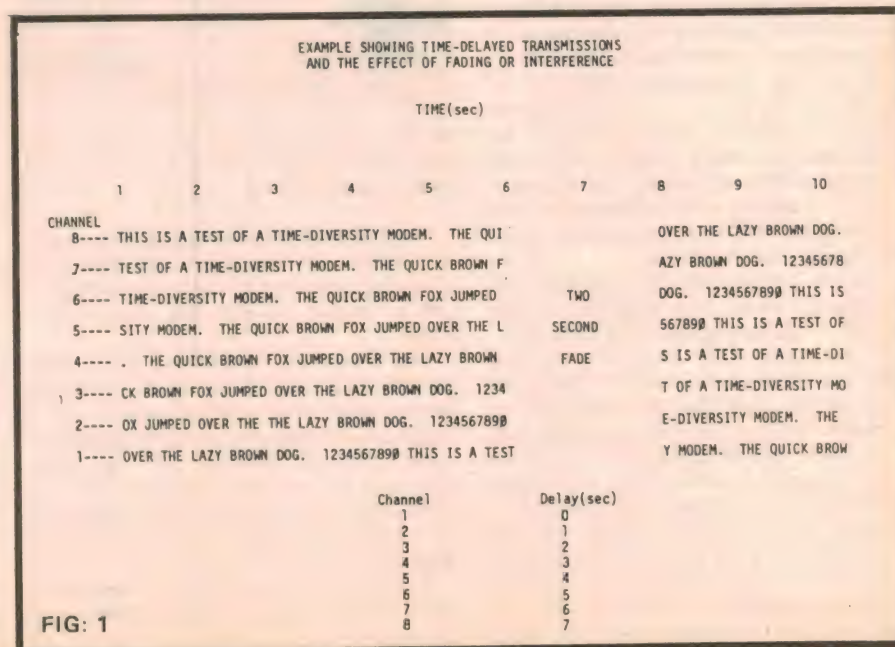 EXAMPLE SHOWING TIME-DELAYED TRANSMISSIONS
AND THE EFFECT OF FADING OR INTERFERENCE
TIME(sec)
1 2 3 4 5 6 7 8 9 10
CHANNEL
8---- THIS IS A TEST OF A TIME-DIVERSITY MODEM. THE QUI OVER THE LAZY BROWN DOG.
7---- TEST OF A TIME-DIVERSITY MODEM. THE QUICK BROWN F AZY BROWN DOG. 12345678
6---- TIME-DIVERSITY MODEM. THE QUICK BROWN FOX JUMPED TWO DOG. 123456789Ø THIS IS
5---- SITY MODEM. THE QUICK BROWN FOX JUMPED OVER THE L SECOND 56789Ø THIS IS A TEST OF
4---- . THE QUICK BROWN FOX JUMPED OVER THE LAZY BROWN FADE S IS A TEST OF A TIME-DI
3---- CK BROWN FOX JUMPED OVER THE LAZY BROWN DOG. 1234 T OF A TIME-DIVERSITY MO
2---- OX JUMPED OVER THE THE LAZY BROWN DOG. 123456789Ø E-DIVERSITY MODEM. THE
1---- OVER THE LAZY BROWN DOG. 123456789Ø THIS IS A TEST Y MODEM. THE QUICK BROW
Channel Delay(sec)
1 0
2 1
3 2
4 3
5 4
6 5
7 6
8 7
FIG: 1